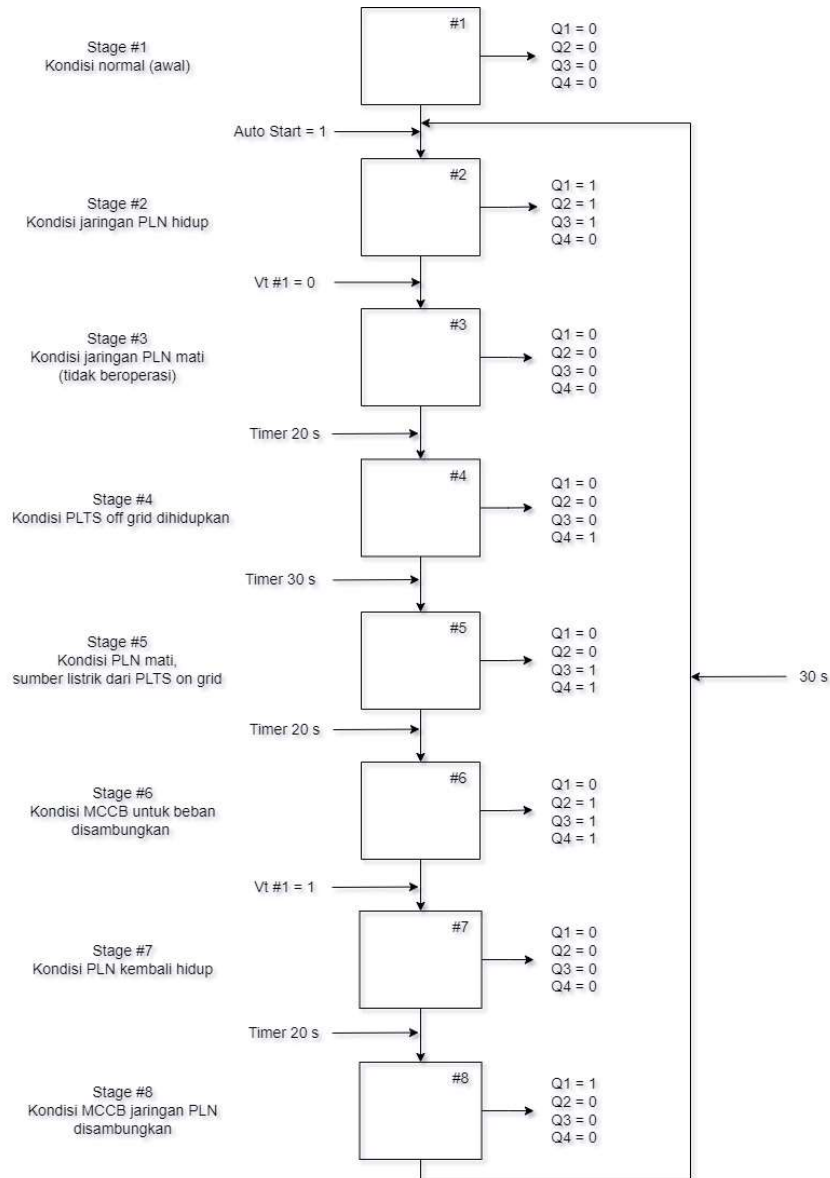 #1
Stage #1
Kondisi normal (awal)
Q1 = 0
Q2 = 0
Q3 = 0
Q4 = 0
Auto Start = 1
#2
Stage #2
Kondisi jaringan PLN hidup
Q1 = 1
Q2 = 1
Q3 = 1
Q4 = 0
Vt #1 = 0
#3
Stage #3
Kondisi jaringan PLN mati
(tidak beroperasi)
Q1 = 0
Q2 = 0
Q3 = 0
Q4 = 0
Timer 20 s
#4
Stage #4
Kondisi PLTS off grid dihidupkan
Q1 = 0
Q2 = 0
Q3 = 0
Q4 = 1
Timer 30 s
#5
Stage #5
Kondisi PLN mati,
sumber listrik dari PLTS on grid
Q1 = 0
Q2 = 0
Q3 = 1
Q4 = 1
30 s
Timer 20 s
#6
Stage #6
Kondisi MCCB untuk beban
disambungkan
Q1 = 0
Q2 = 1
Q3 = 1
Q4 = 1
Vt #1 = 1
#7
Stage #7
Kondisi PLN kembali hidup
Q1 = 0
Q2 = 0
Q3 = 0
Q4 = 0
Timer 20 s
#8
Stage #8
Kondisi MCCB jaringan PLN
disambungkan
Q1 = 1
Q2 = 0
Q3 = 0
Q4 = 0